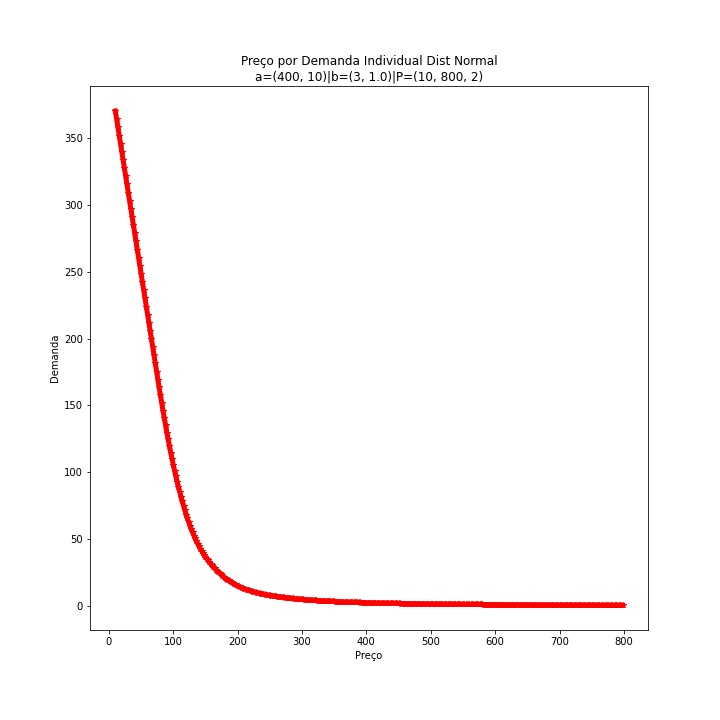 Preço por Demanda Individual Dist Normal
a=(400, 10)|b=(3, 1.0)|P=(10, 800, 2)
350
300
250
200
150
100
50
0
Demanda
0 100 200 300 400 500 600 700 800
Preço